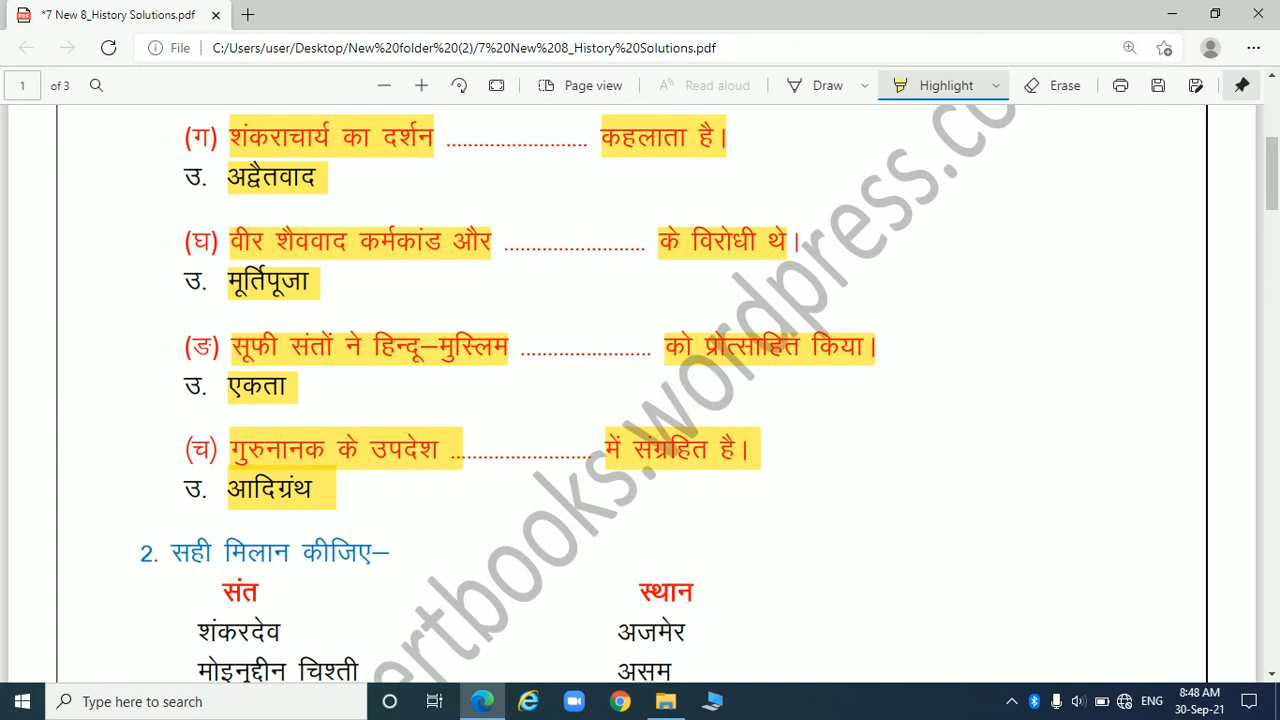 *7 New 8_History Solutions.pdf
File C:/Users/user/Desktop/New%20folder%20(2)/7%20New%208_History%20Solutions.pdf
1 of 3 Page view Read aloud Draw Highlight Erase
(ग) शंकराचार्य का दर्शन .......................... कहलाता है।
उ. अद्वैतवाद
(घ) वीर शैववाद कर्मकांड और .......................... के विरोधी थे।
उ. मूर्तिपूजा
(ङ) सूफी संतों ने हिन्दू–मुस्लिम ........................ को प्रोत्साहित किया।
उ. एकता
(च) गुरुनानक के उपदेश .......................... में संग्रहित है।
उ. आदिग्रंथ
2. सही मिलान कीजिए–
संत स्थान
शंकरदेव अजमेर
मोइनुद्दीन चिश्ती असम
ertbooks.wordpress.co
Type here to search
ENG
8:48 AM
30-Sep-21